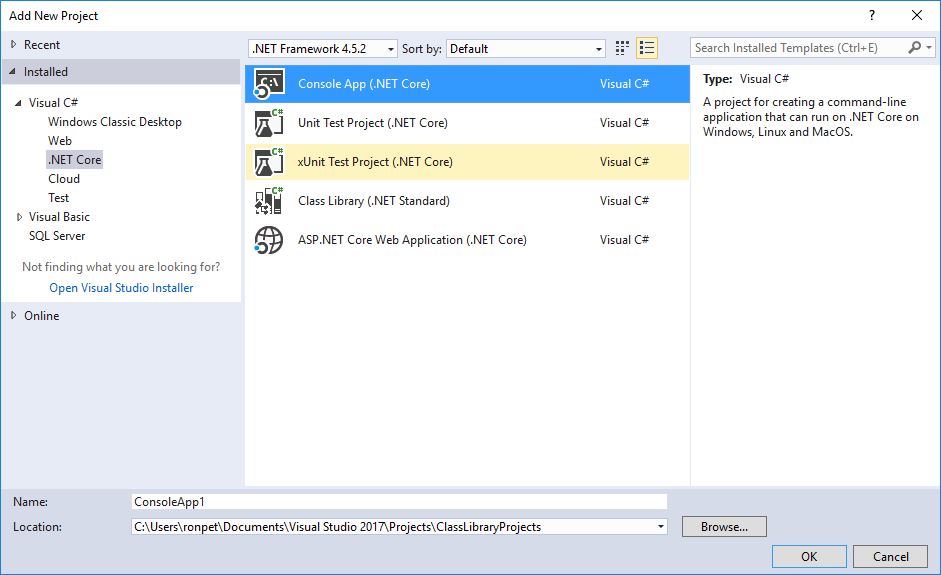 Add New Project
?
Recent
.NET Framework 4.5.2
Sort by:
Default
Search Installed Templates (Ctrl+E)
Installed
Visual C#
Windows Classic Desktop
Web
.NET Core
Cloud
Test
Visual Basic
SQL Server
Not finding what you are looking for?
Open Visual Studio Installer
Online
C:\
Console App (.NET Core)
Visual C#
C#
Unit Test Project (.NET Core)
Visual C#
C#
xUnit Test Project (.NET Core)
Visual C#
C#
Class Library (.NET Standard)
Visual C#
ASP.NET Core Web Application (.NET Core)
Visual C#
Type: Visual C#
A project for creating a command-line
application that can run on .NET Core on
Windows, Linux and MacOS.
Name:
ConsoleApp1
Location:
C:\Users\ronpet\Documents\Visual Studio 2017\Projects\ClassLibraryProjects
Browse...
OK
Cancel